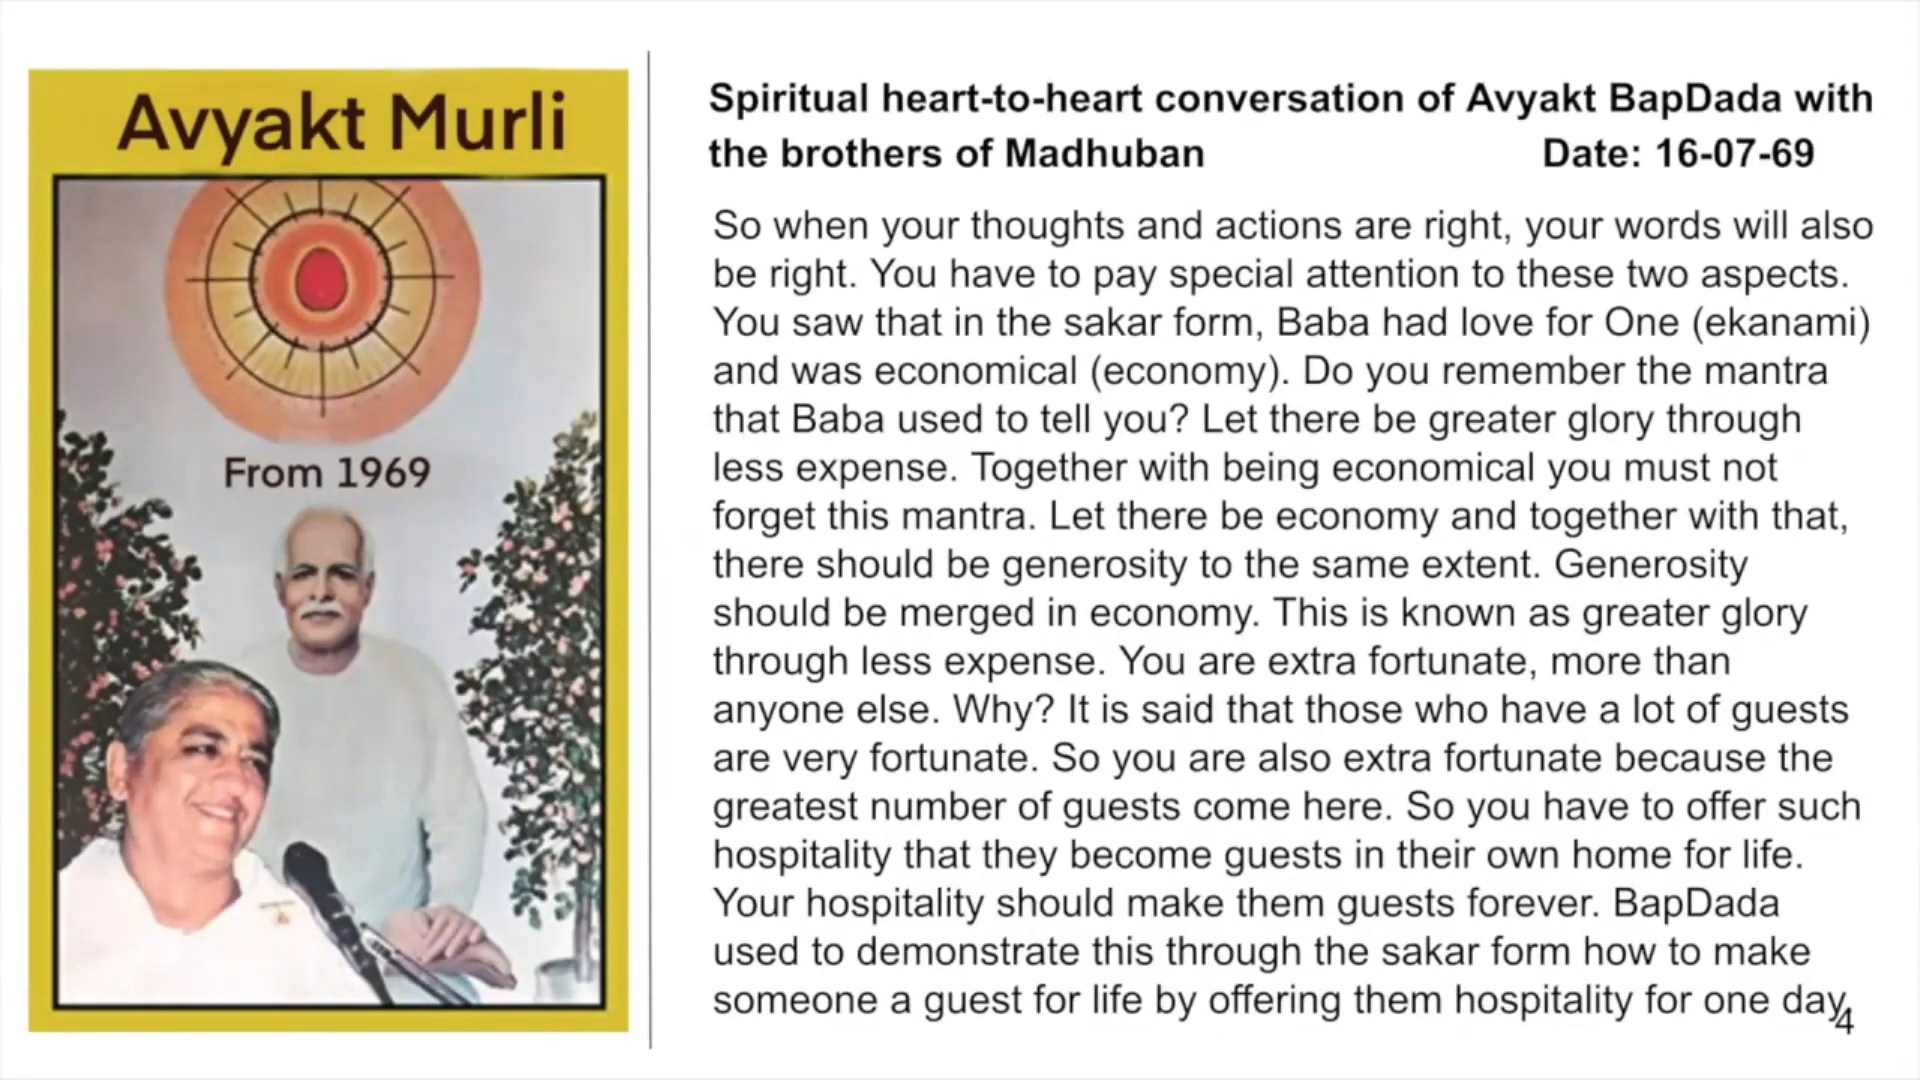 Avyakt Murli
From 1969
Spiritual heart-to-heart conversation of Avyakt BapDada with
the brothers of Madhuban Date: 16-07-69
So when your thoughts and actions are right, your words will also
be right. You have to pay special attention to these two aspects.
You saw that in the sakar form, Baba had love for One (ekanami)
and was economical (economy). Do you remember the mantra
that Baba used to tell you? Let there be greater glory through
less expense. Together with being economical you must not
forget this mantra. Let there be economy and together with that,
there should be generosity to the same extent. Generosity
should be merged in economy. This is known as greater glory
through less expense. You are extra fortunate, more than
anyone else. Why? It is said that those who have a lot of guests
are very fortunate. So you are also extra fortunate because the
greatest number of guests come here. So you have to offer such
hospitality that they become guests in their own home for life.
Your hospitality should make them guests forever. BapDada
used to demonstrate this through the sakar form how to make
someone a guest for life by offering them hospitality for one day.
4